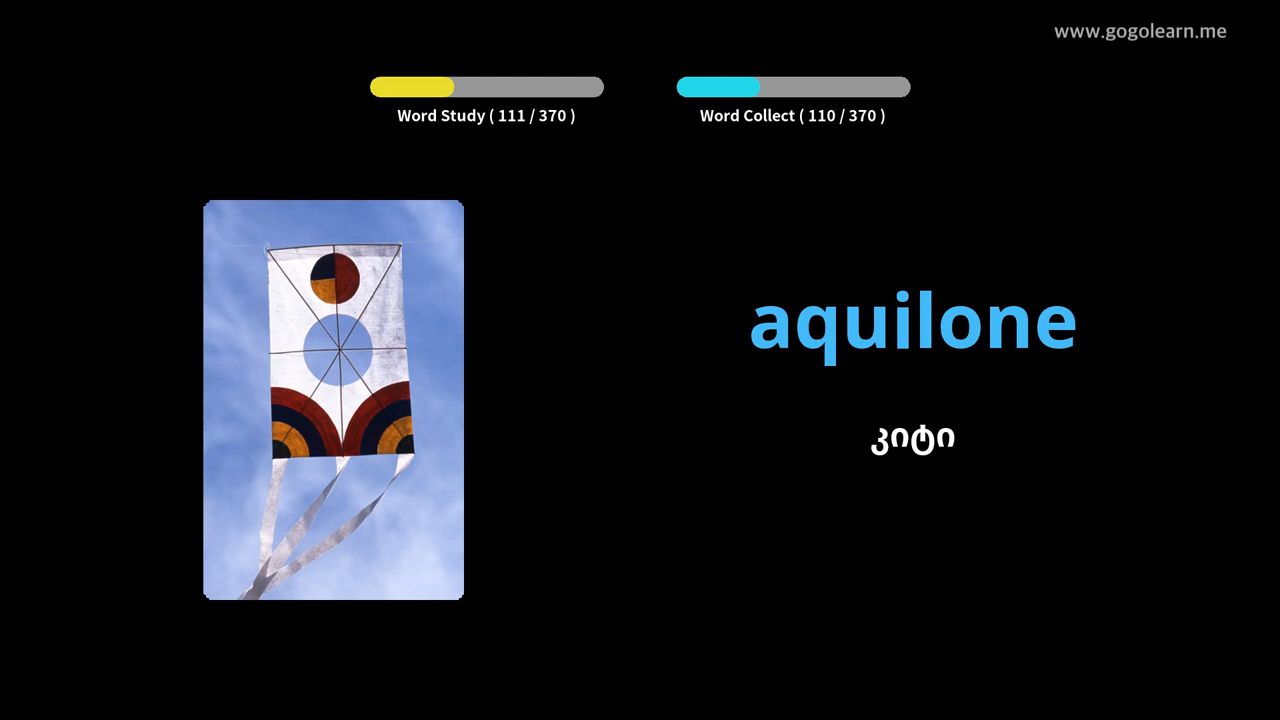 www.gogolearn.me
Word Study ( 111 / 370 )
Word Collect ( 110 / 370 )
aquilone
კიტი